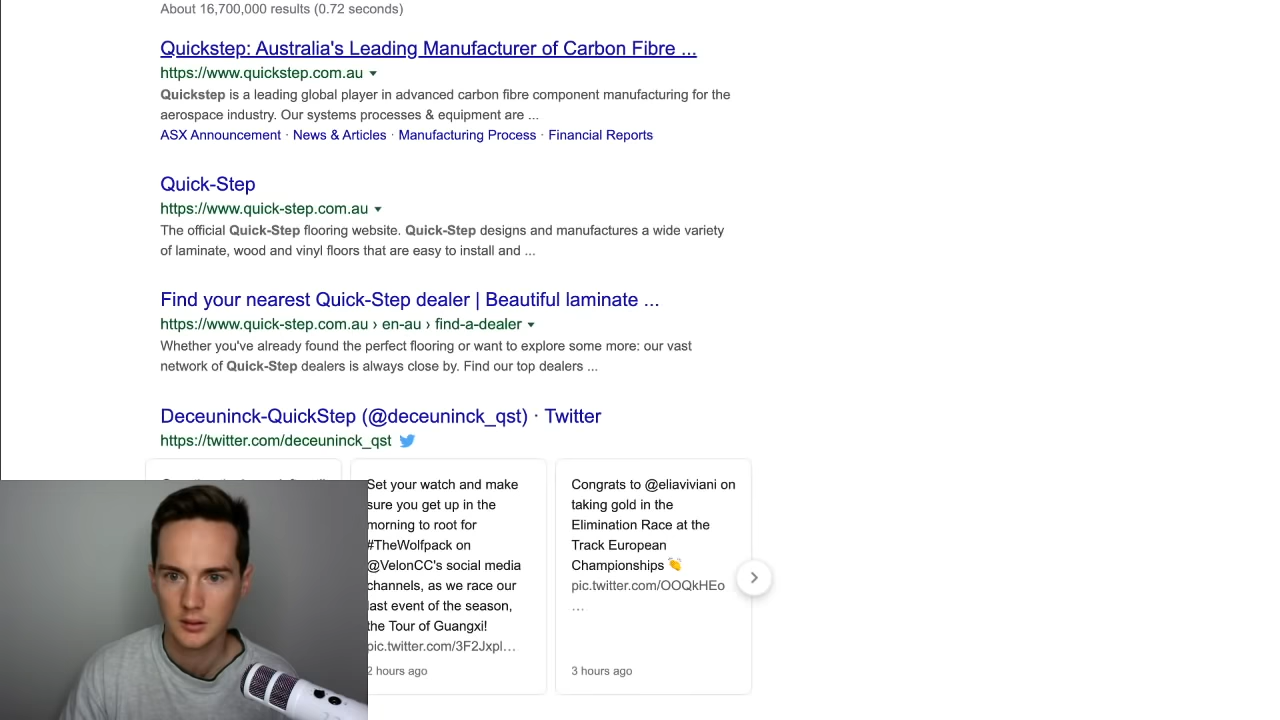 About 16,700,000 results (0.72 seconds)
Quickstep: Australia's Leading Manufacturer of Carbon Fibre ...
https://www.quickstep.com.au
Quickstep is a leading global player in advanced carbon fibre component manufacturing for the
aerospace industry. Our systems processes & equipment are ...
ASX Announcement · News & Articles · Manufacturing Process · Financial Reports
Quick-Step
https://www.quick-step.com.au
The official Quick-Step flooring website. Quick-Step designs and manufactures a wide variety
of laminate, wood and vinyl floors that are easy to install and ...
Find your nearest Quick-Step dealer | Beautiful laminate ...
https://www.quick-step.com.au › en-au › find-a-dealer
Whether you've already found the perfect flooring or want to explore some more: our vast
network of Quick-Step dealers is always close by. Find our top dealers ...
Deceuninck-QuickStep (@deceuninck_qst) · Twitter
https://twitter.com/deceuninck_qst
Set your watch and make
sure you get up in the
morning to root for
#TheWolfpack on
@VelonCC's social media
channels, as we race our
last event of the season,
the Tour of Guangxi!
pic.twitter.com/3F2Jxpl…
2 hours ago
Congrats to @eliaviviani on
taking gold in the
Elimination Race at the
Track European
Championships 👏
pic.twitter.com/OOQkHEo
…
3 hours ago